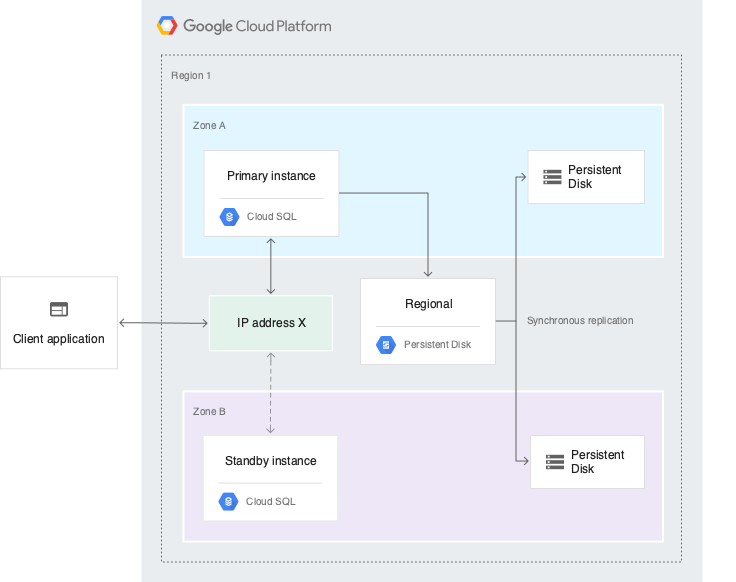 Google Cloud Platform
Region 1
Zone A
Primary instance
Cloud SQL
Persistent
Disk
Client application
IP address X
Regional
Persistent Disk
Synchronous replication
Zone B
Standby instance
Cloud SQL
Persistent
Disk